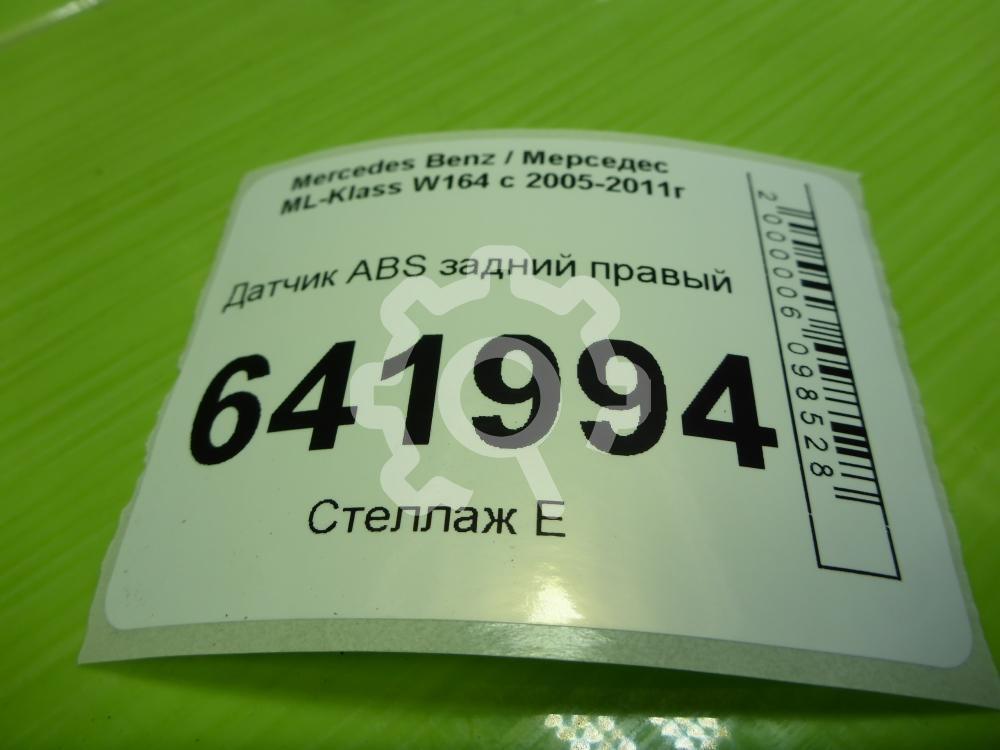 Mercedes Benz / Мерседес
ML-Klass W164 с 2005-2011г
Датчик ABS задний правый
641994
Стеллаж Е
2000006098528